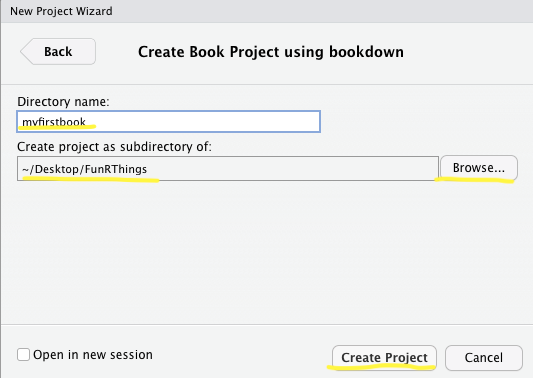 New Project Wizard
Back
Create Book Project using bookdown
Directory name:
myfirstbook
Create project as subdirectory of:
~/Desktop/FunRThings
Browse...
Open in new session
Create Project
Cancel